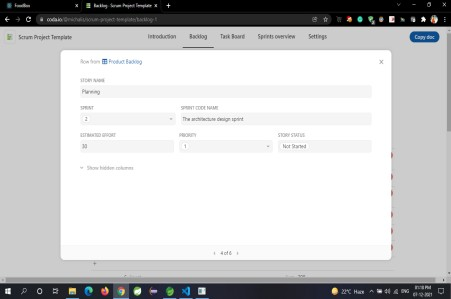 FoodBox
Backlog · Scrum Project Template
coda.io/@michalis/scrum-project-template/backlog-7
Scrum Project Template
Introduction
Backlog
Task Board
Sprints overview
Settings
Copy doc
Row from Product Backlog
STORY NAME
Planning
SPRINT
SPRINT CODE NAME
2
The architecture design sprint
ESTIMATED EFFORT
PRIORITY
STORY STATUS
30
1
Not Started
Show hidden columns
4 of 6
22°C Haze
ENG
01:10 PM
07-12-2021